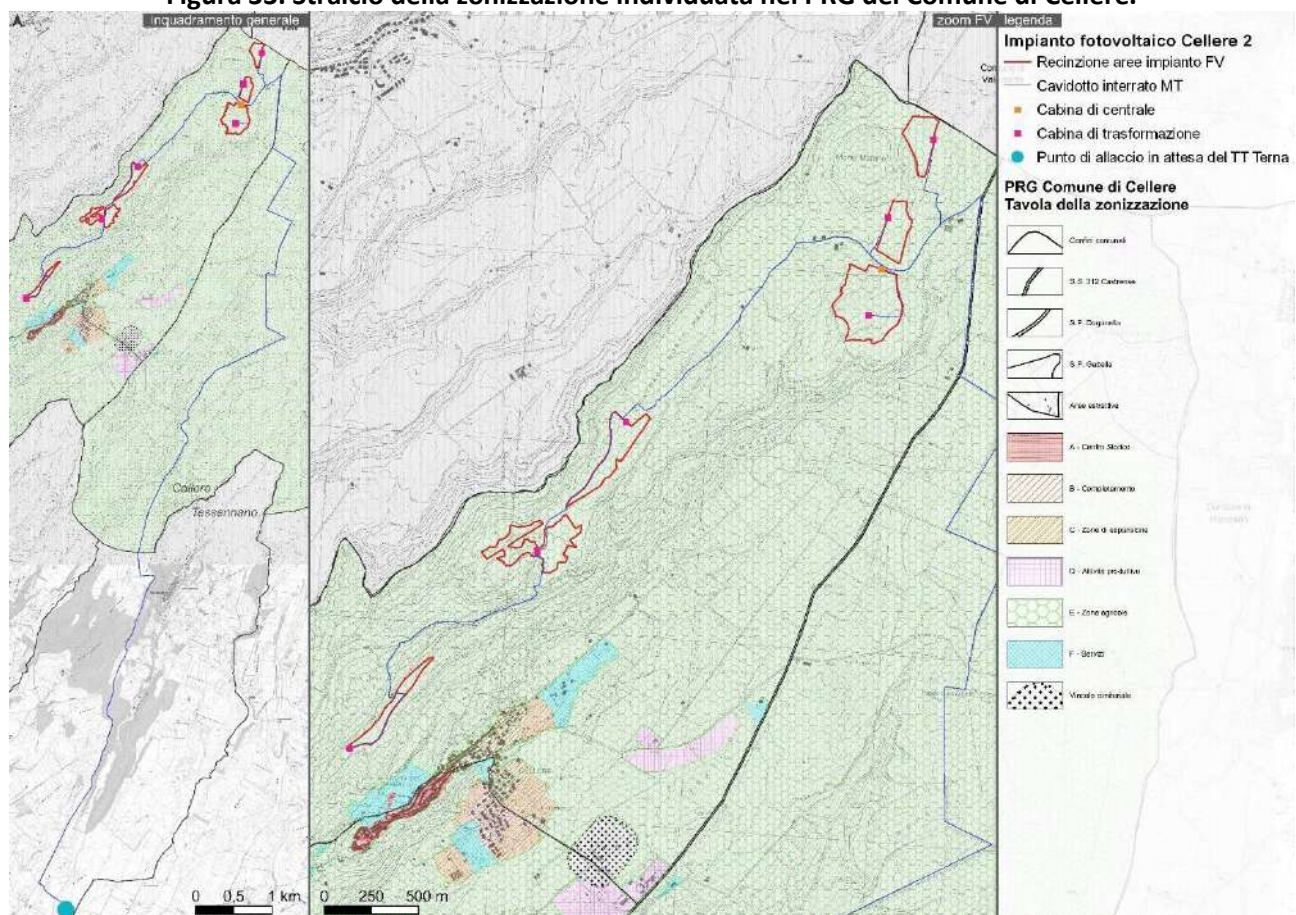 Figura 35. Stralcio della zonizzazione individuata nel PRG del Comune di Cellere.
inquadramento generale
zoom FV
legenda
Impianto fotovoltaico Cellere 2
Recinzione aree impianto FV
Cavidotto interrato MT
Cabina di centrale
Cabina di trasformazione
Punto di allaccio in attesa del TT Terna
PRG Comune di Cellere
Tavola della zonizzazione
Confini comunali
S.S. 312 Castrense
S.P. Doganella
S.P. Gabella
Aree estrattive
A - Centro Storico
B - Completamento
C - Zone di espansione
D - Attività produttive
E - Zone agricole
F - Servizi
Vincolo cimiteriale
Cellere
Tessennano
0 0,5 1 km
0 250 500 m